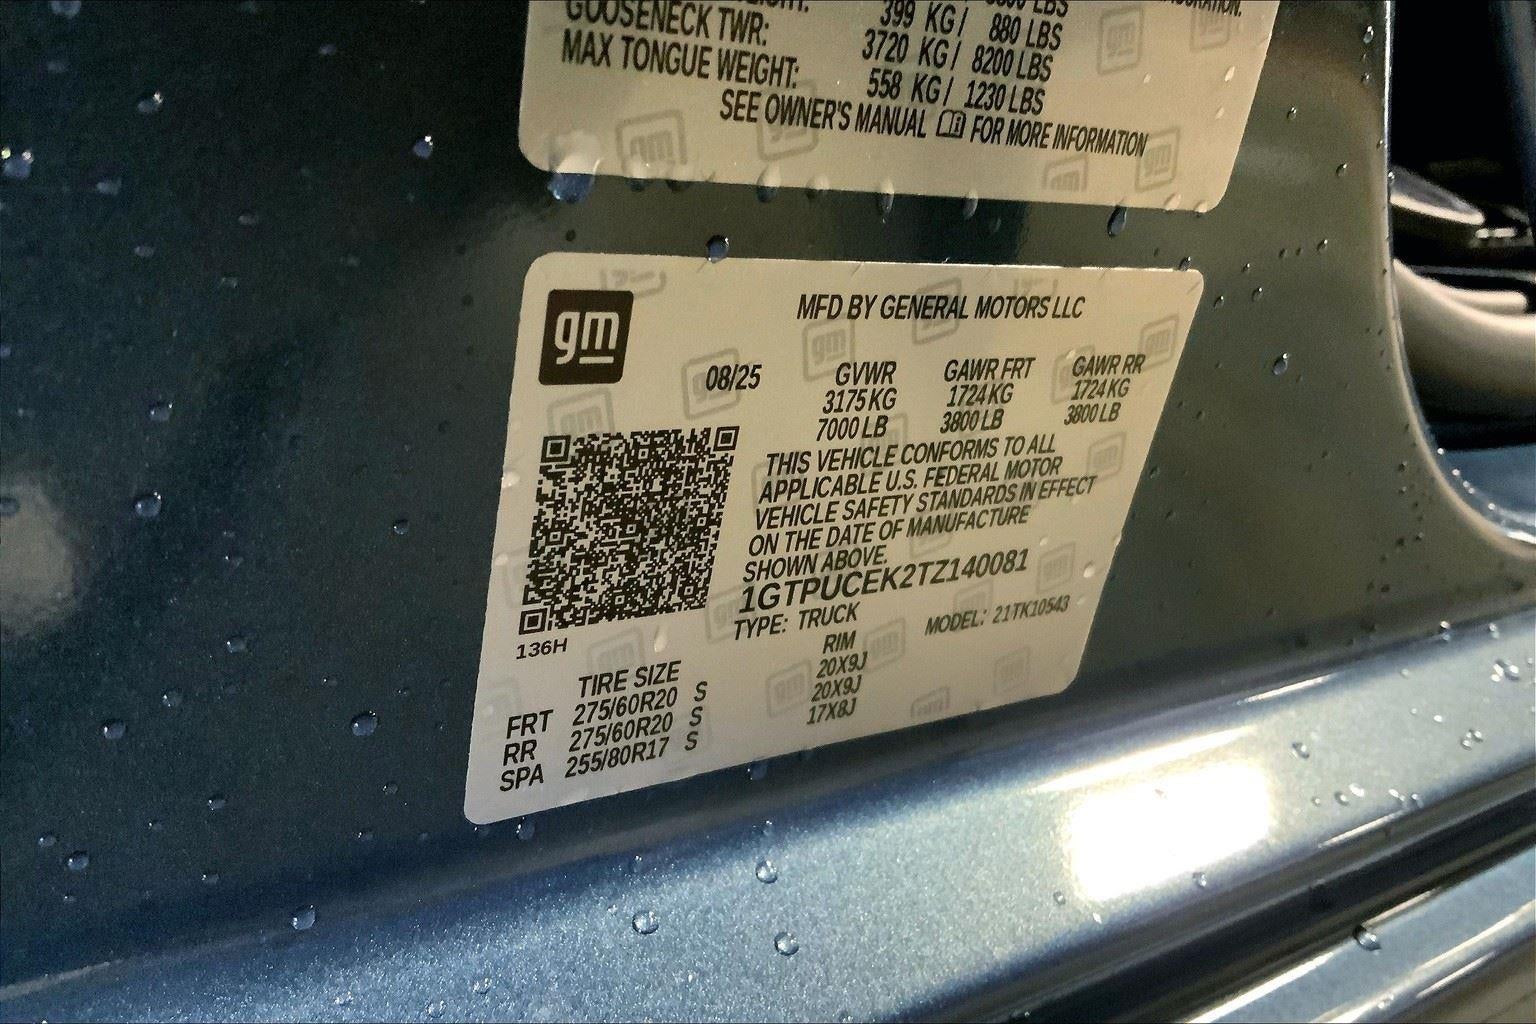 399 KG/ 880 LBS
GOOSENECK TWR: 3720 KG/ 8200 LBS
MAX TONGUE WEIGHT: 558 KG/ 1230 LBS
SEE OWNER'S MANUAL FOR MORE INFORMATION
gm
MFD BY GENERAL MOTORS LLC
08/25 GVWR GAWR FRT GAWR RR
3175 KG 1724 KG 1724 KG
7000 LB 3800 LB 3800 LB
THIS VEHICLE CONFORMS TO ALL
APPLICABLE U.S. FEDERAL MOTOR
VEHICLE SAFETY STANDARDS IN EFFECT
ON THE DATE OF MANUFACTURE
SHOWN ABOVE.
1GTPUCEK2TZ140081
TYPE: TRUCK MODEL: 21TK10543
136H
TIRE SIZE RIM
FRT 275/60R20 S 20X9J
RR 275/60R20 S 20X9J
SPA 255/80R17 S 17X8J